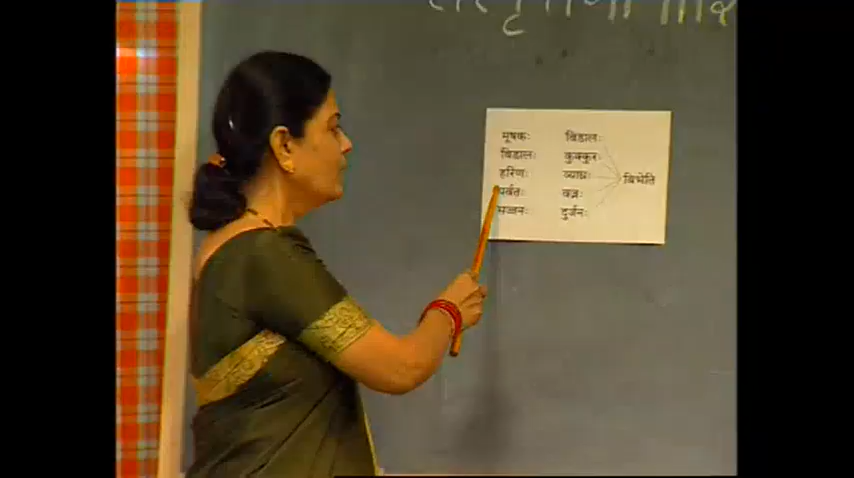 मूषकः बिडालः
बिडालः कुक्कुरः
हरिणः व्याघ्रः बिभेति
पर्वतः वज्रः
सज्जनः दुर्जनः